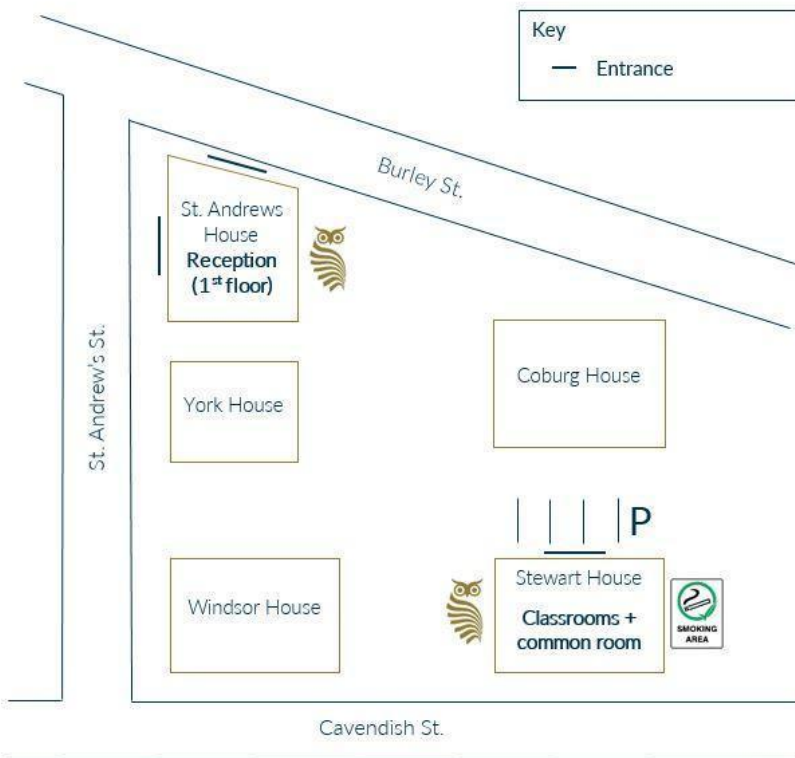 Key
Entrance
Burley St.
St. Andrews
House
Reception
(1st floor)
St. Andrew's St.
York House
Coburg House
P
Windsor House
Stewart House
Classrooms +
common room
SMOKING
AREA
Cavendish St.